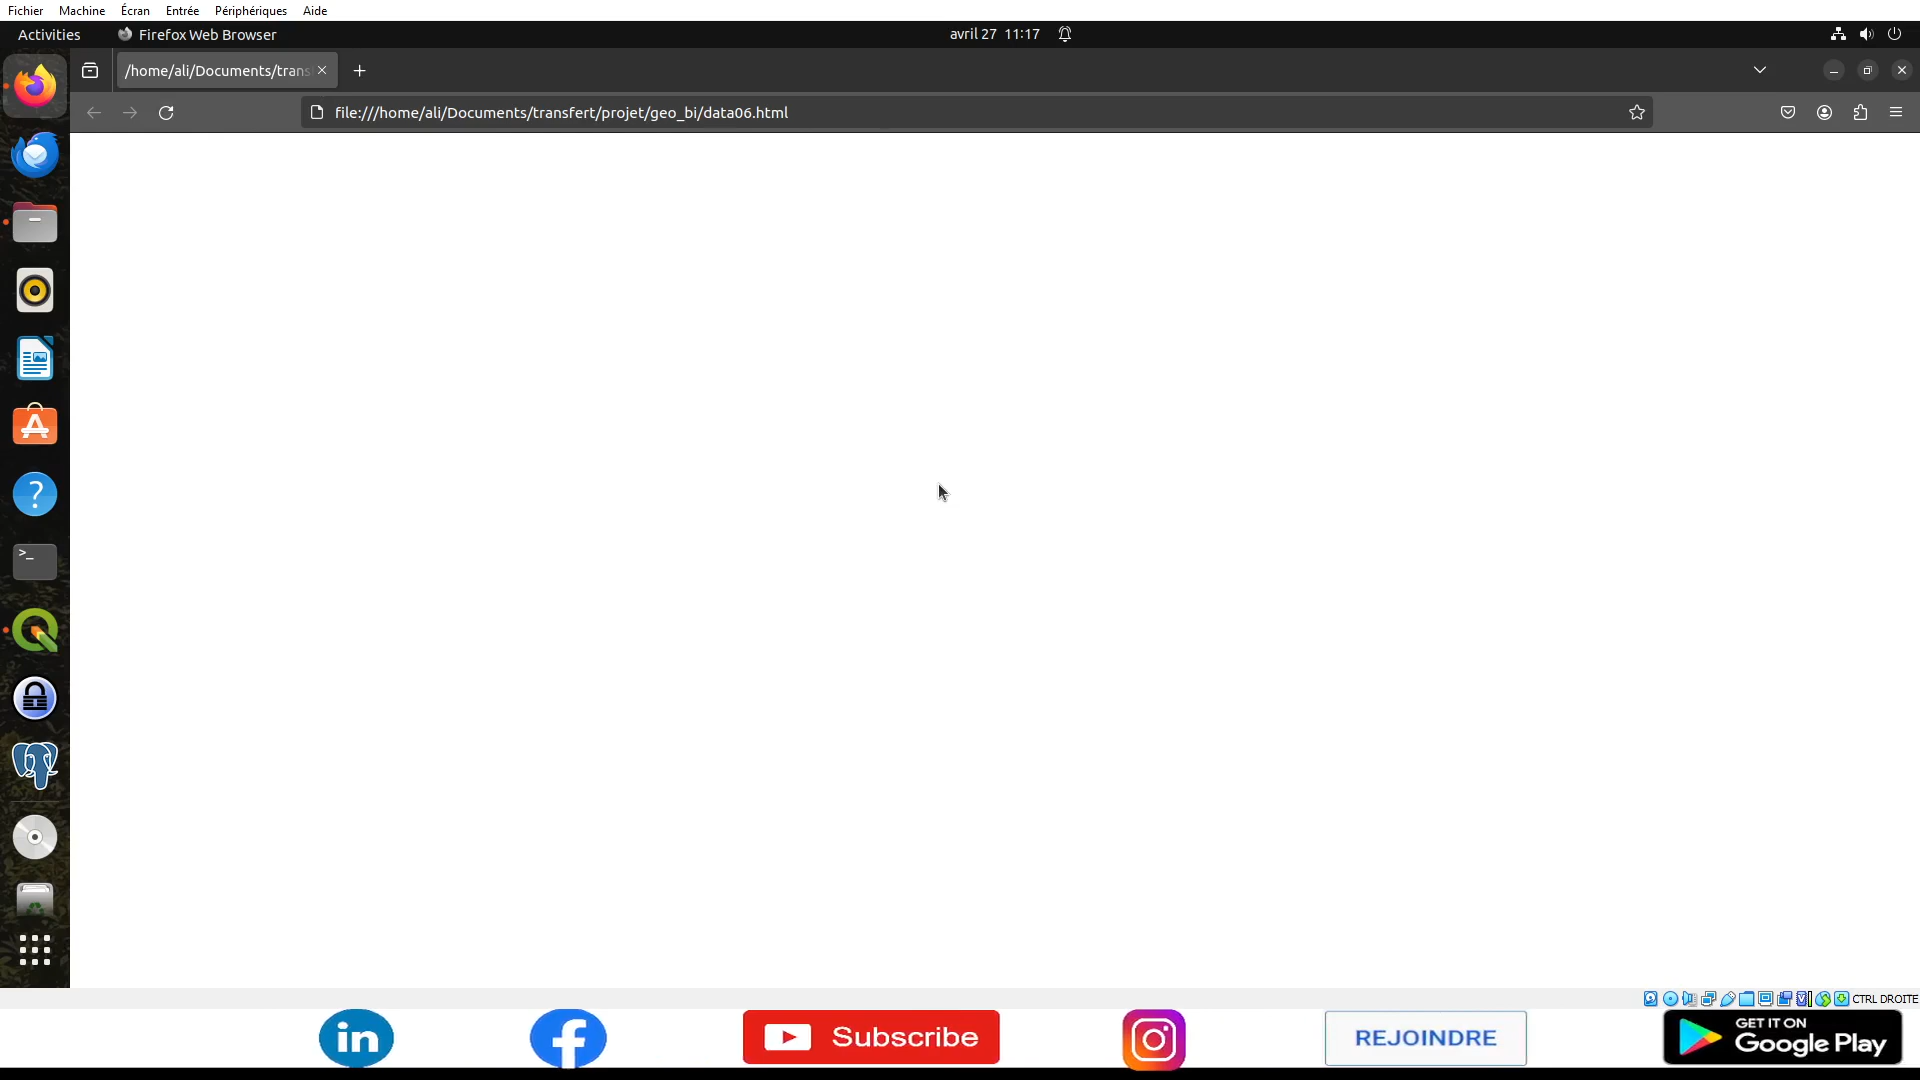 Fichier Machine Écran Entrée Périphériques Aide
Activities Firefox Web Browser avril 27 11:17
/home/ali/Documents/trans
file:///home/ali/Documents/transfert/projet/geo_bi/data06.html
CTRL DROITE
in Subscribe REJOINDRE GET IT ON
Google Play